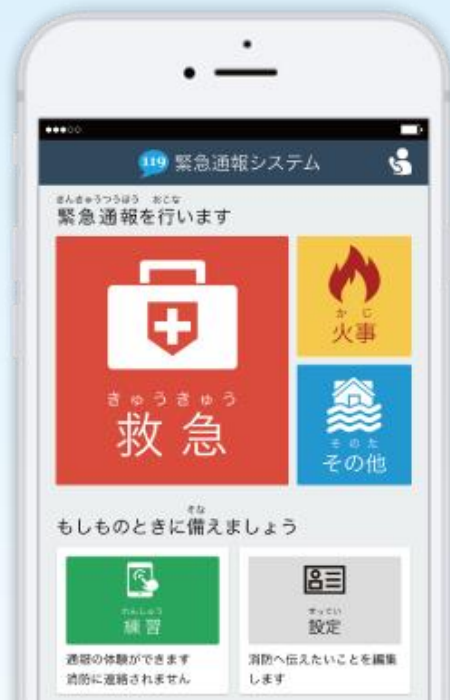 119 緊急通報システム
きんきゅうつうほう おこな
緊急通報を行います
きゅうきゅう
救急
かじ
火事
そのた
その他
そな
もしものときに備えましょう
れんしゅう
練習
通報の体験ができます
消防に連絡されません
せってい
設定
消防へ伝えたいことを編集
します